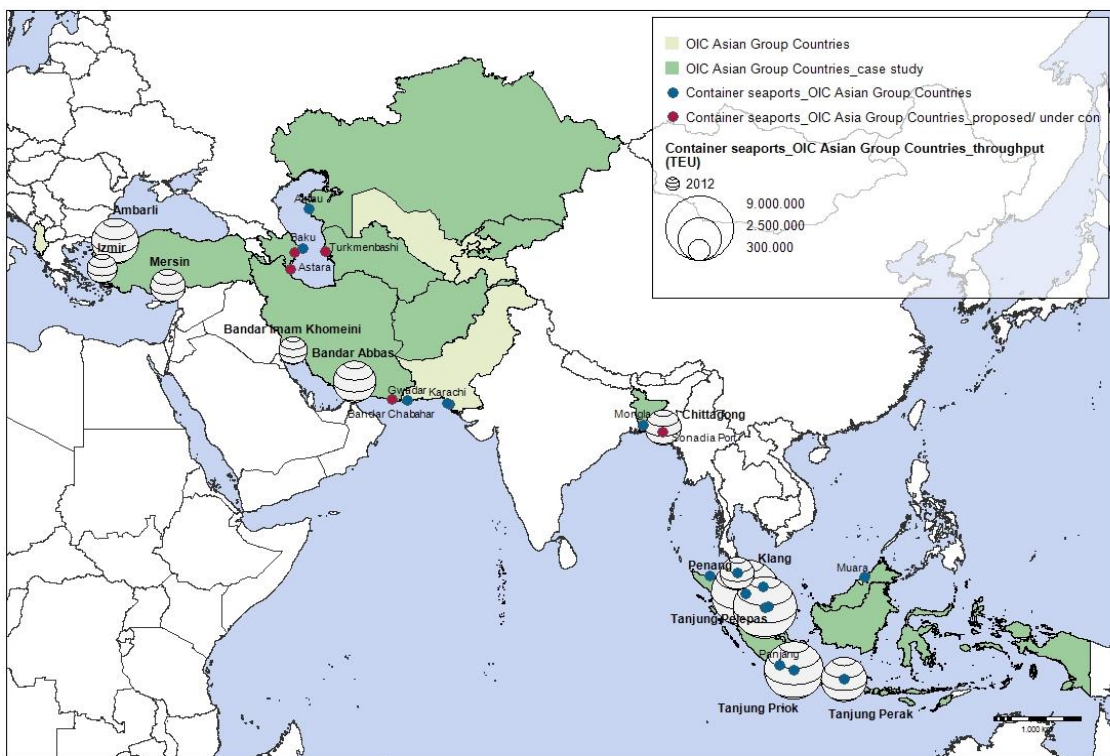 OIC Asian Group Countries
OIC Asian Group Countries_case study
Container seaports_OIC Asian Group Countries
Container seaports_OIC Asia Group Countries_proposed/ under con
Container seaports_OIC Asian Group Countries_throughput
(TEU)
2012
9.000.000
2.500.000
300.000
Aktau
Ambarli
Baku
Turkmenbashi
Izmir
Mersin
Astara
Bandar Imam Khomeini
Bandar Abbas
Gwadar
Karachi
Bandar Chabahar
Mongla
Chittagong
Sonadia Port
Klang
Penang
Muara
Tanjung Pelepas
Panjang
Tanjung Priok
Tanjung Perak
1.000 km